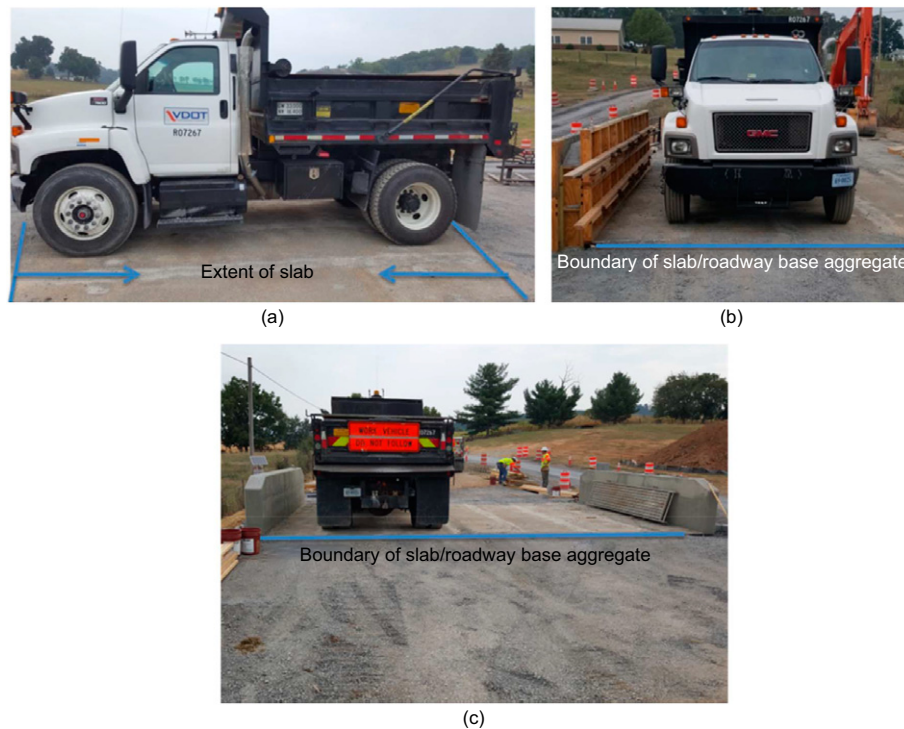 VDOT
R07267
Extent of slab
(a)
R07267
GMC
Boundary of slab/roadway base aggregate
(b)
WORK VEHICLE
DO NOT FOLLOW
07267
Boundary of slab/roadway base aggregate
(c)